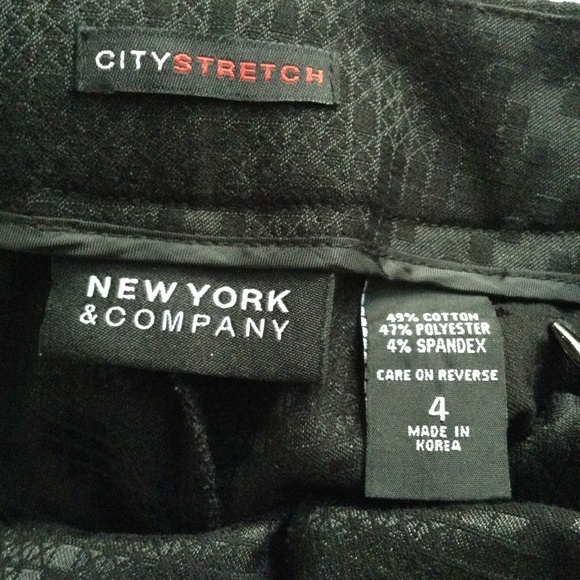 CITYSTRETCH
NEW YORK
&COMPANY
49% COTTON
47% POLYESTER
4% SPANDEX
CARE ON REVERSE
4
MADE IN
KOREA